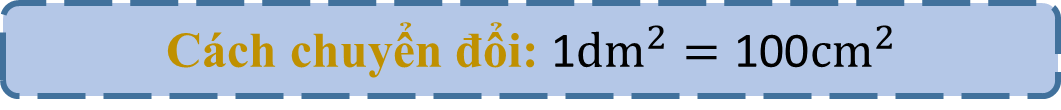 Cách chuyển đổi: 1dm² = 100cm²